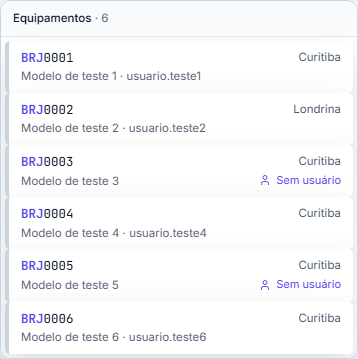 Equipamentos · 6
BRJ0001 Curitiba
Modelo de teste 1 · usuario.teste1
BRJ0002 Londrina
Modelo de teste 2 · usuario.teste2
BRJ0003 Curitiba
Modelo de teste 3 Sem usuário
BRJ0004 Curitiba
Modelo de teste 4 · usuario.teste4
BRJ0005 Curitiba
Modelo de teste 5 Sem usuário
BRJ0006 Curitiba
Modelo de teste 6 · usuario.teste6